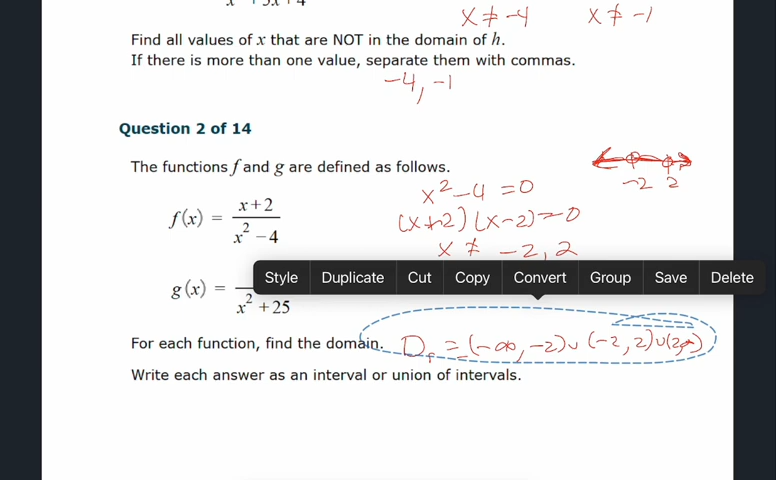 x ≠ -4 x ≠ -1
Find all values of x that are NOT in the domain of h.
If there is more than one value, separate them with commas.
-4, -1
Question 2 of 14
The functions f and g are defined as follows.
-2 2
x² - 4 = 0
f(x) = (x+2)/(x² - 4)
(x+2)(x-2)=0
x ≠ -2, 2
Style Duplicate Cut Copy Convert Group Save Delete
g(x) =
x² + 25
For each function, find the domain. D_f = (-∞, -2)∪(-2, 2)∪(2,∞)
Write each answer as an interval or union of intervals.